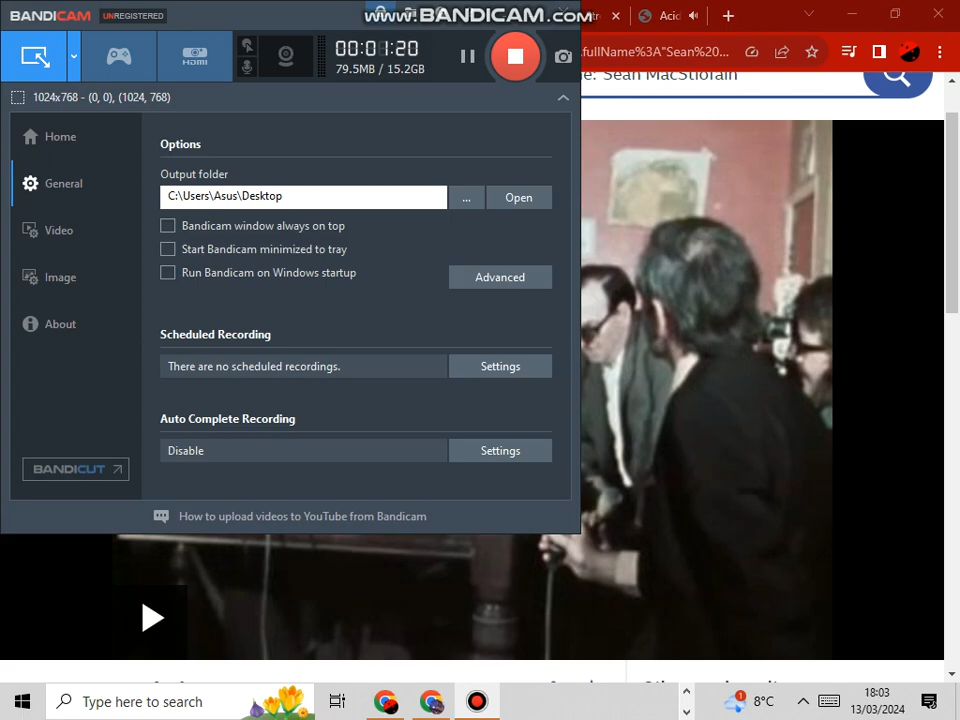 BANDICAM UNREGISTERED
www.BANDICAM.com
Acid
HDMI
00:01:20
79.5MB / 15.2GB
fullName%3A"Sean%20...
1024x768 - (0, 0), (1024, 768)
Sean MacStiofain
Home
General
Video
Image
About
BANDICUT
Options
Output folder
C:\Users\Asus\Desktop
...
Open
Bandicam window always on top
Start Bandicam minimized to tray
Run Bandicam on Windows startup
Advanced
Scheduled Recording
There are no scheduled recordings.
Settings
Auto Complete Recording
Disable
Settings
How to upload videos to YouTube from Bandicam
Type here to search
1
8°C
18:03
13/03/2024